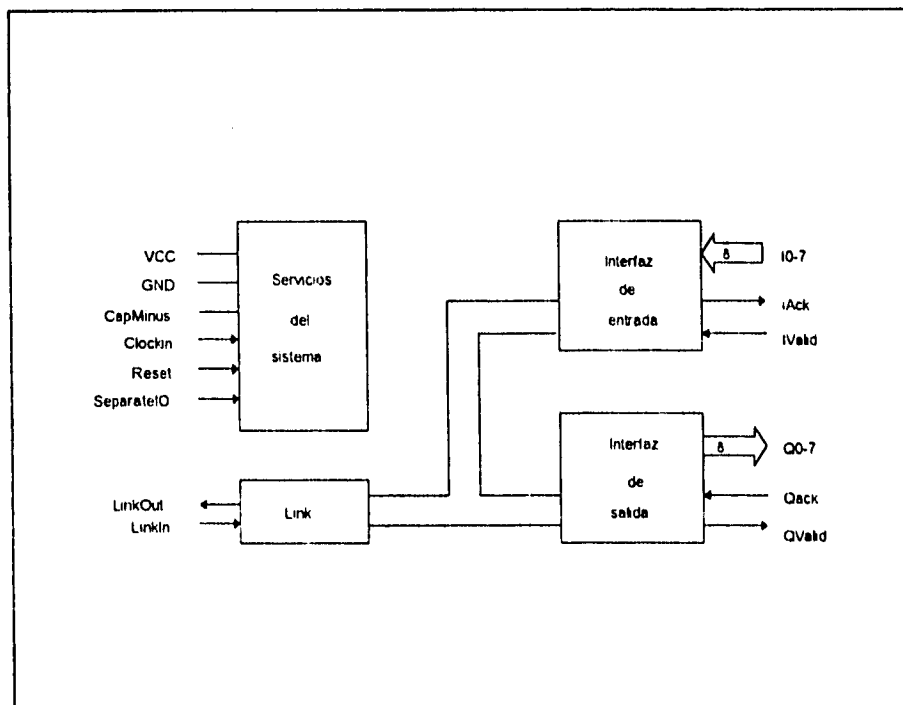 VCC
GND
CapMinus
ClockIn
Reset
SeparateIO
Servicios
del
sistema
LinkOut
LinkIn
Link
Interfaz
de
entrada
8
I0-7
IAck
IValid
Interfaz
de
salida
8
Q0-7
Qack
QValid